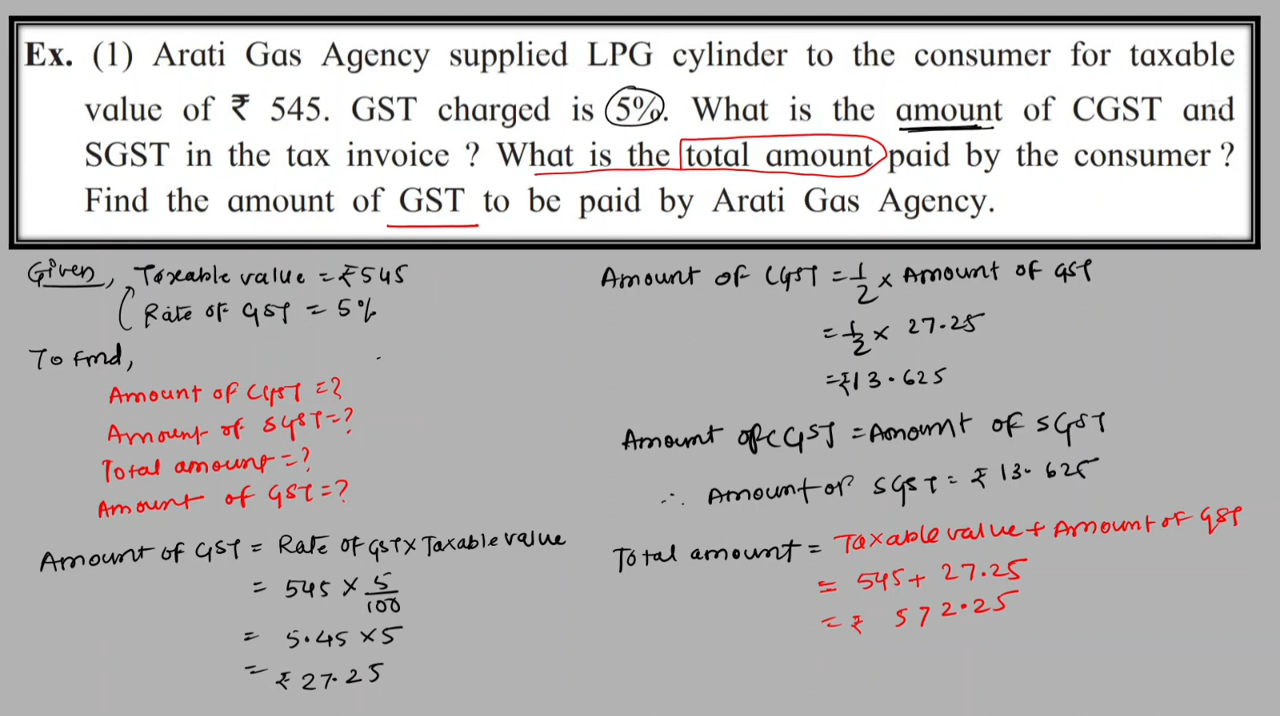 Ex. (1) Arati Gas Agency supplied LPG cylinder to the consumer for taxable
value of ₹ 545. GST charged is 5%. What is the amount of CGST and
SGST in the tax invoice ? What is the total amount paid by the consumer ?
Find the amount of GST to be paid by Arati Gas Agency.
Given, Taxable value = ₹545
Rate of GST = 5%
To find,
Amount of CGST = ?
Amount of SGST = ?
Total amount = ?
Amount of GST = ?
Amount of GST = Rate of GST × Taxable value
= 545 × 5/100
= 5.45 × 5
= ₹ 27.25
Amount of CGST = 1/2 × Amount of GST
= 1/2 × 27.25
= ₹13.625
Amount of CGST = Amount of SGST
∴ Amount of SGST = ₹ 13.625
Total amount = Taxable value + Amount of GST
= 545 + 27.25
= ₹ 572.25